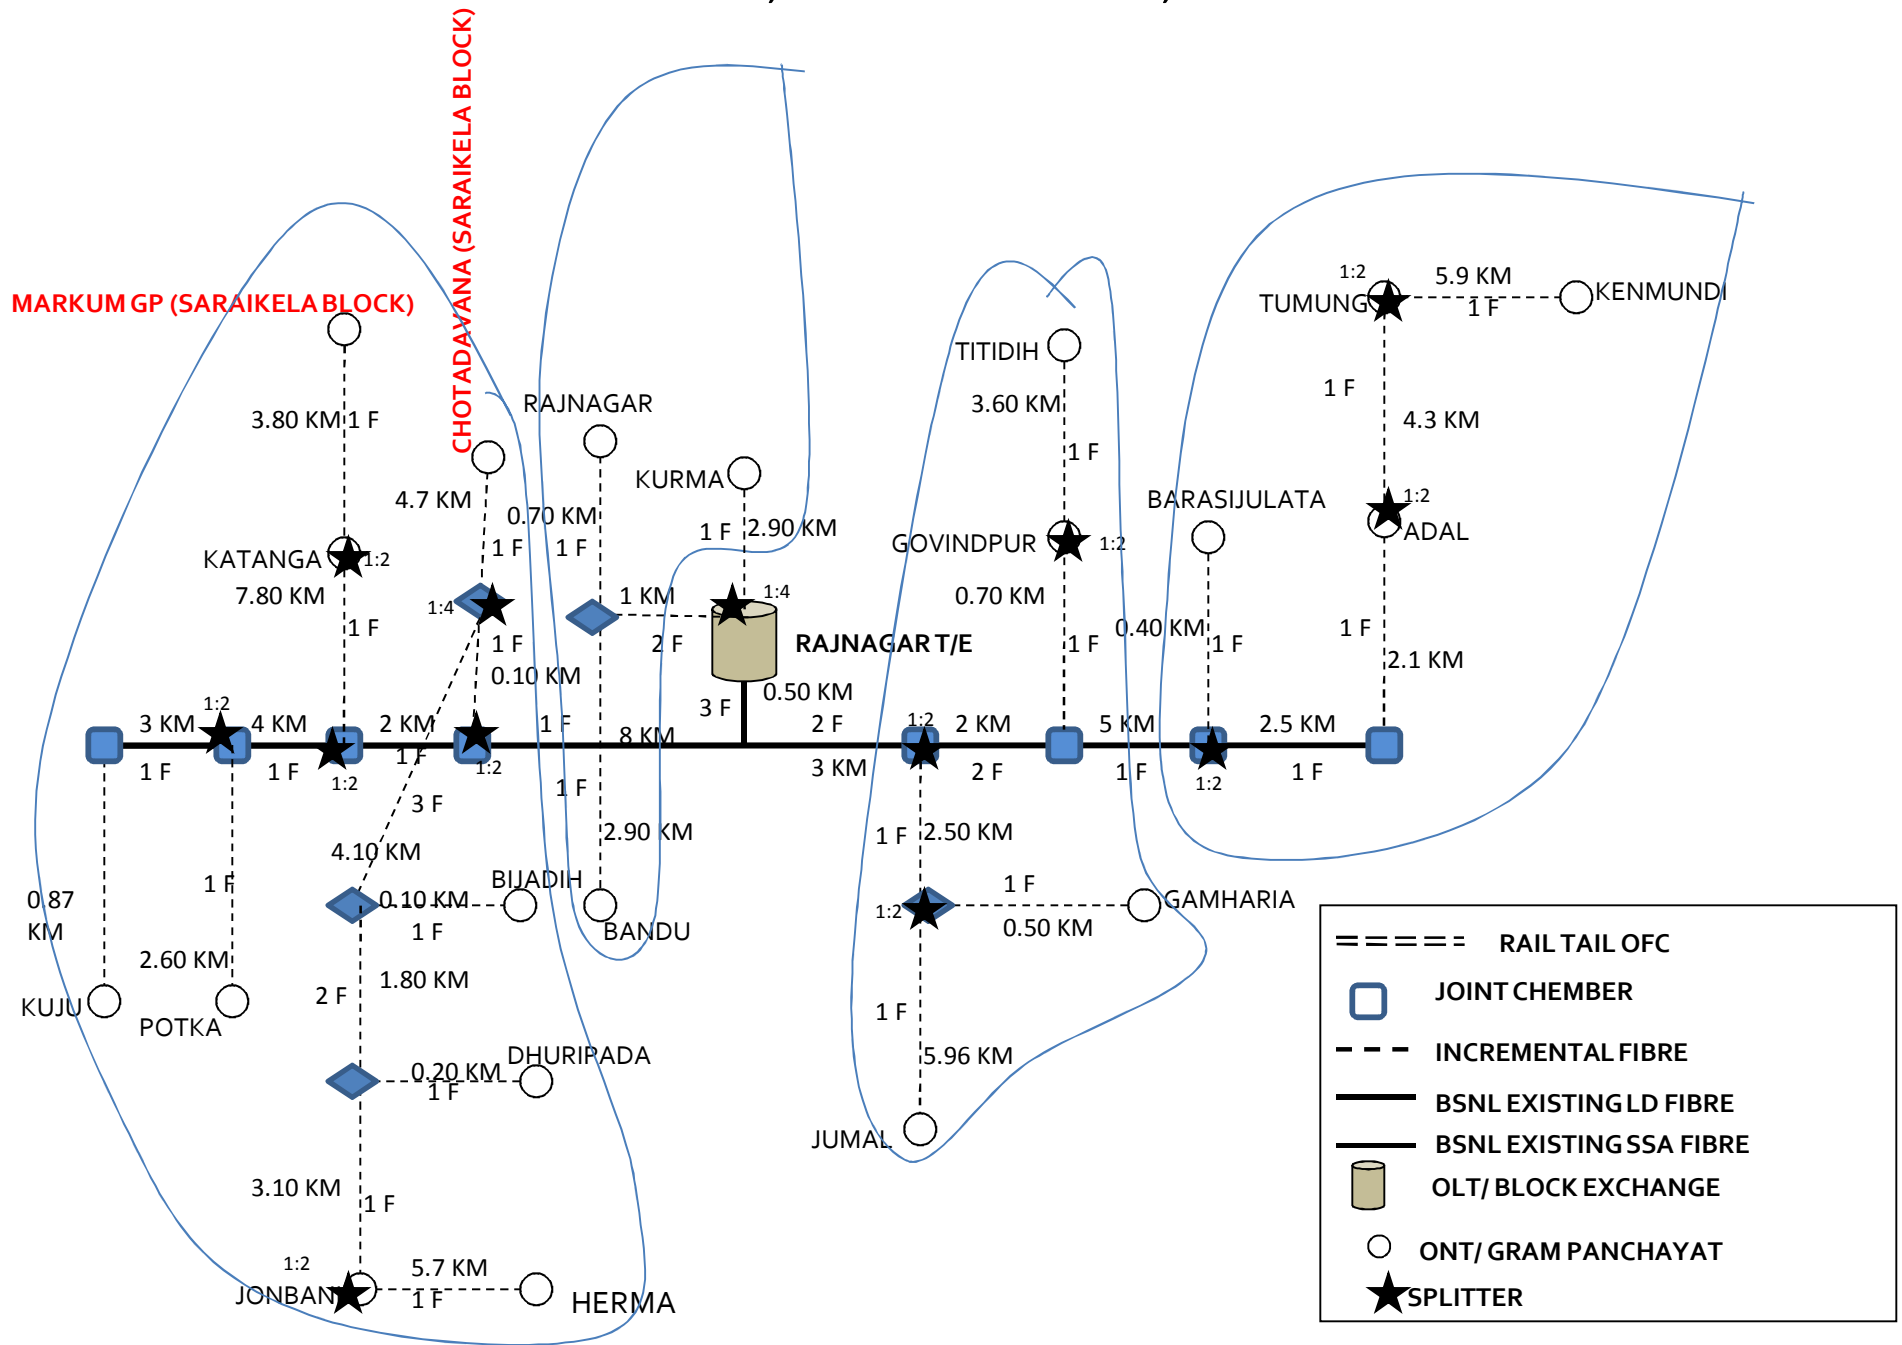 CHOTADAVANA (SARAIKELA BLOCK)
MARKUM GP (SARAIKELA BLOCK)
3.80 KM
1 F
KATANGA
1:2
7.80 KM
1 F
4.7 KM
1 F
1:4
1 F
0.10 KM
RAJNAGAR
0.70 KM
1 F
KURMA
1 F
2.90 KM
1 KM
2 F
1:4
RAJNAGAR T/E
3 F
0.50 KM
TITIDIH
3.60 KM
1 F
GOVINDPUR
1:2
0.70 KM
1 F
BARASIJULATA
0.40 KM
1 F
1:2
TUMUNG
5.9 KM
1 F
KENMUNDI
1 F
4.3 KM
1:2
ADAL
1 F
2.1 KM
3 KM
1:2
4 KM
2 KM
1 F
8 KM
2 F
1:2
2 KM
5 KM
2.5 KM
1 F
1 F
1:2
1 F
1:2
3 KM
2 F
1 F
1:2
1 F
3 F
1 F
2.90 KM
BANDU
4.10 KM
0.10 KM
1 F
BIJADIH
0.87
KM
KUJU
1 F
2.60 KM
POTKA
2 F
1.80 KM
DHURIPADA
0.20 KM
1 F
3.10 KM
1 F
1:2
JONBANI
5.7 KM
1 F
HERMA
1 F
2.50 KM
1:2
1 F
0.50 KM
GAMHARIA
1 F
5.96 KM
JUMAL
RAIL TAIL OFC
JOINT CHEMBER
INCREMENTAL FIBRE
BSNL EXISTING LD FIBRE
BSNL EXISTING SSA FIBRE
OLT/ BLOCK EXCHANGE
ONT/ GRAM PANCHAYAT
SPLITTER